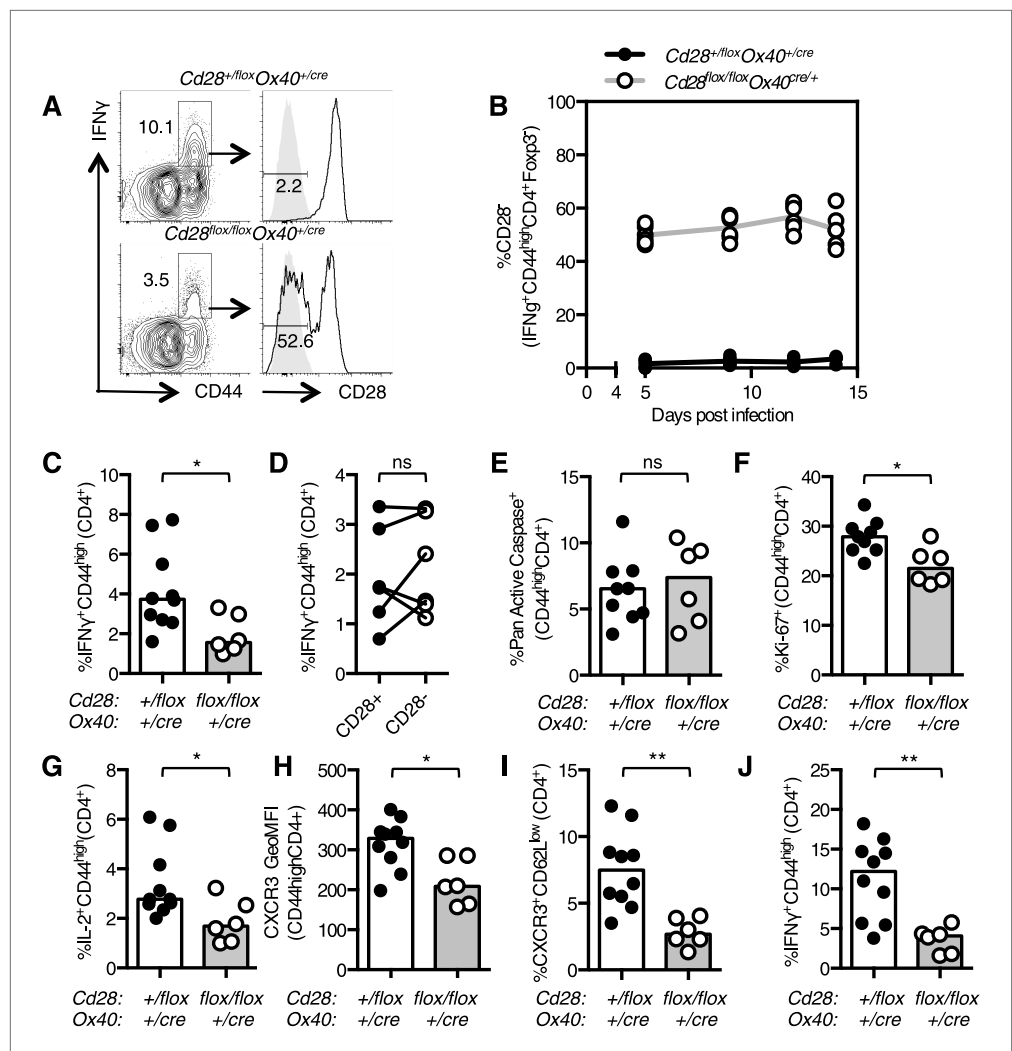 Cd28+/floxOx40+/cre
Cd28flox/floxOx40cre/+
A
Cd28+/floxOx40+/cre
IFNγ
10.1
2.2
Cd28flox/floxOx40+/cre
3.5
52.6
CD44
CD28
B
%CD28-
(IFNg+CD44highCD4+Foxp3-)
100
80
60
40
20
0
0 4 5 10 15
Days post infection
C
%IFNγ+CD44high (CD4+)
10
8
6
4
2
0
*
Cd28: +/flox flox/flox
Ox40: +/cre +/cre
D
%IFNγ+CD44high (CD4+)
4
3
2
1
0
ns
CD28+
CD28-
E
%Pan Active Caspase+
(CD44highCD4+)
15
10
5
0
ns
+/flox flox/flox
+/cre +/cre
F
%Ki-67+ (CD44highCD4+)
40
30
20
10
0
*
Cd28: +/flox flox/flox
Ox40: +/cre +/cre
G
%IL-2+CD44high(CD4+)
8
6
4
2
0
*
Cd28: +/flox flox/flox
Ox40: +/cre +/cre
H
CXCR3 GeoMFI
(CD44highCD4+)
500
400
300
200
100
0
*
+/flox flox/flox
+/cre +/cre
I
%CXCR3+CD62Llow (CD4+)
15
10
5
0
**
Cd28: +/flox flox/flox
Ox40: +/cre +/cre
J
%IFNγ+CD44high (CD4+)
25
20
15
10
5
0
**
Cd28: +/flox flox/flox
Ox40: +/cre +/cre